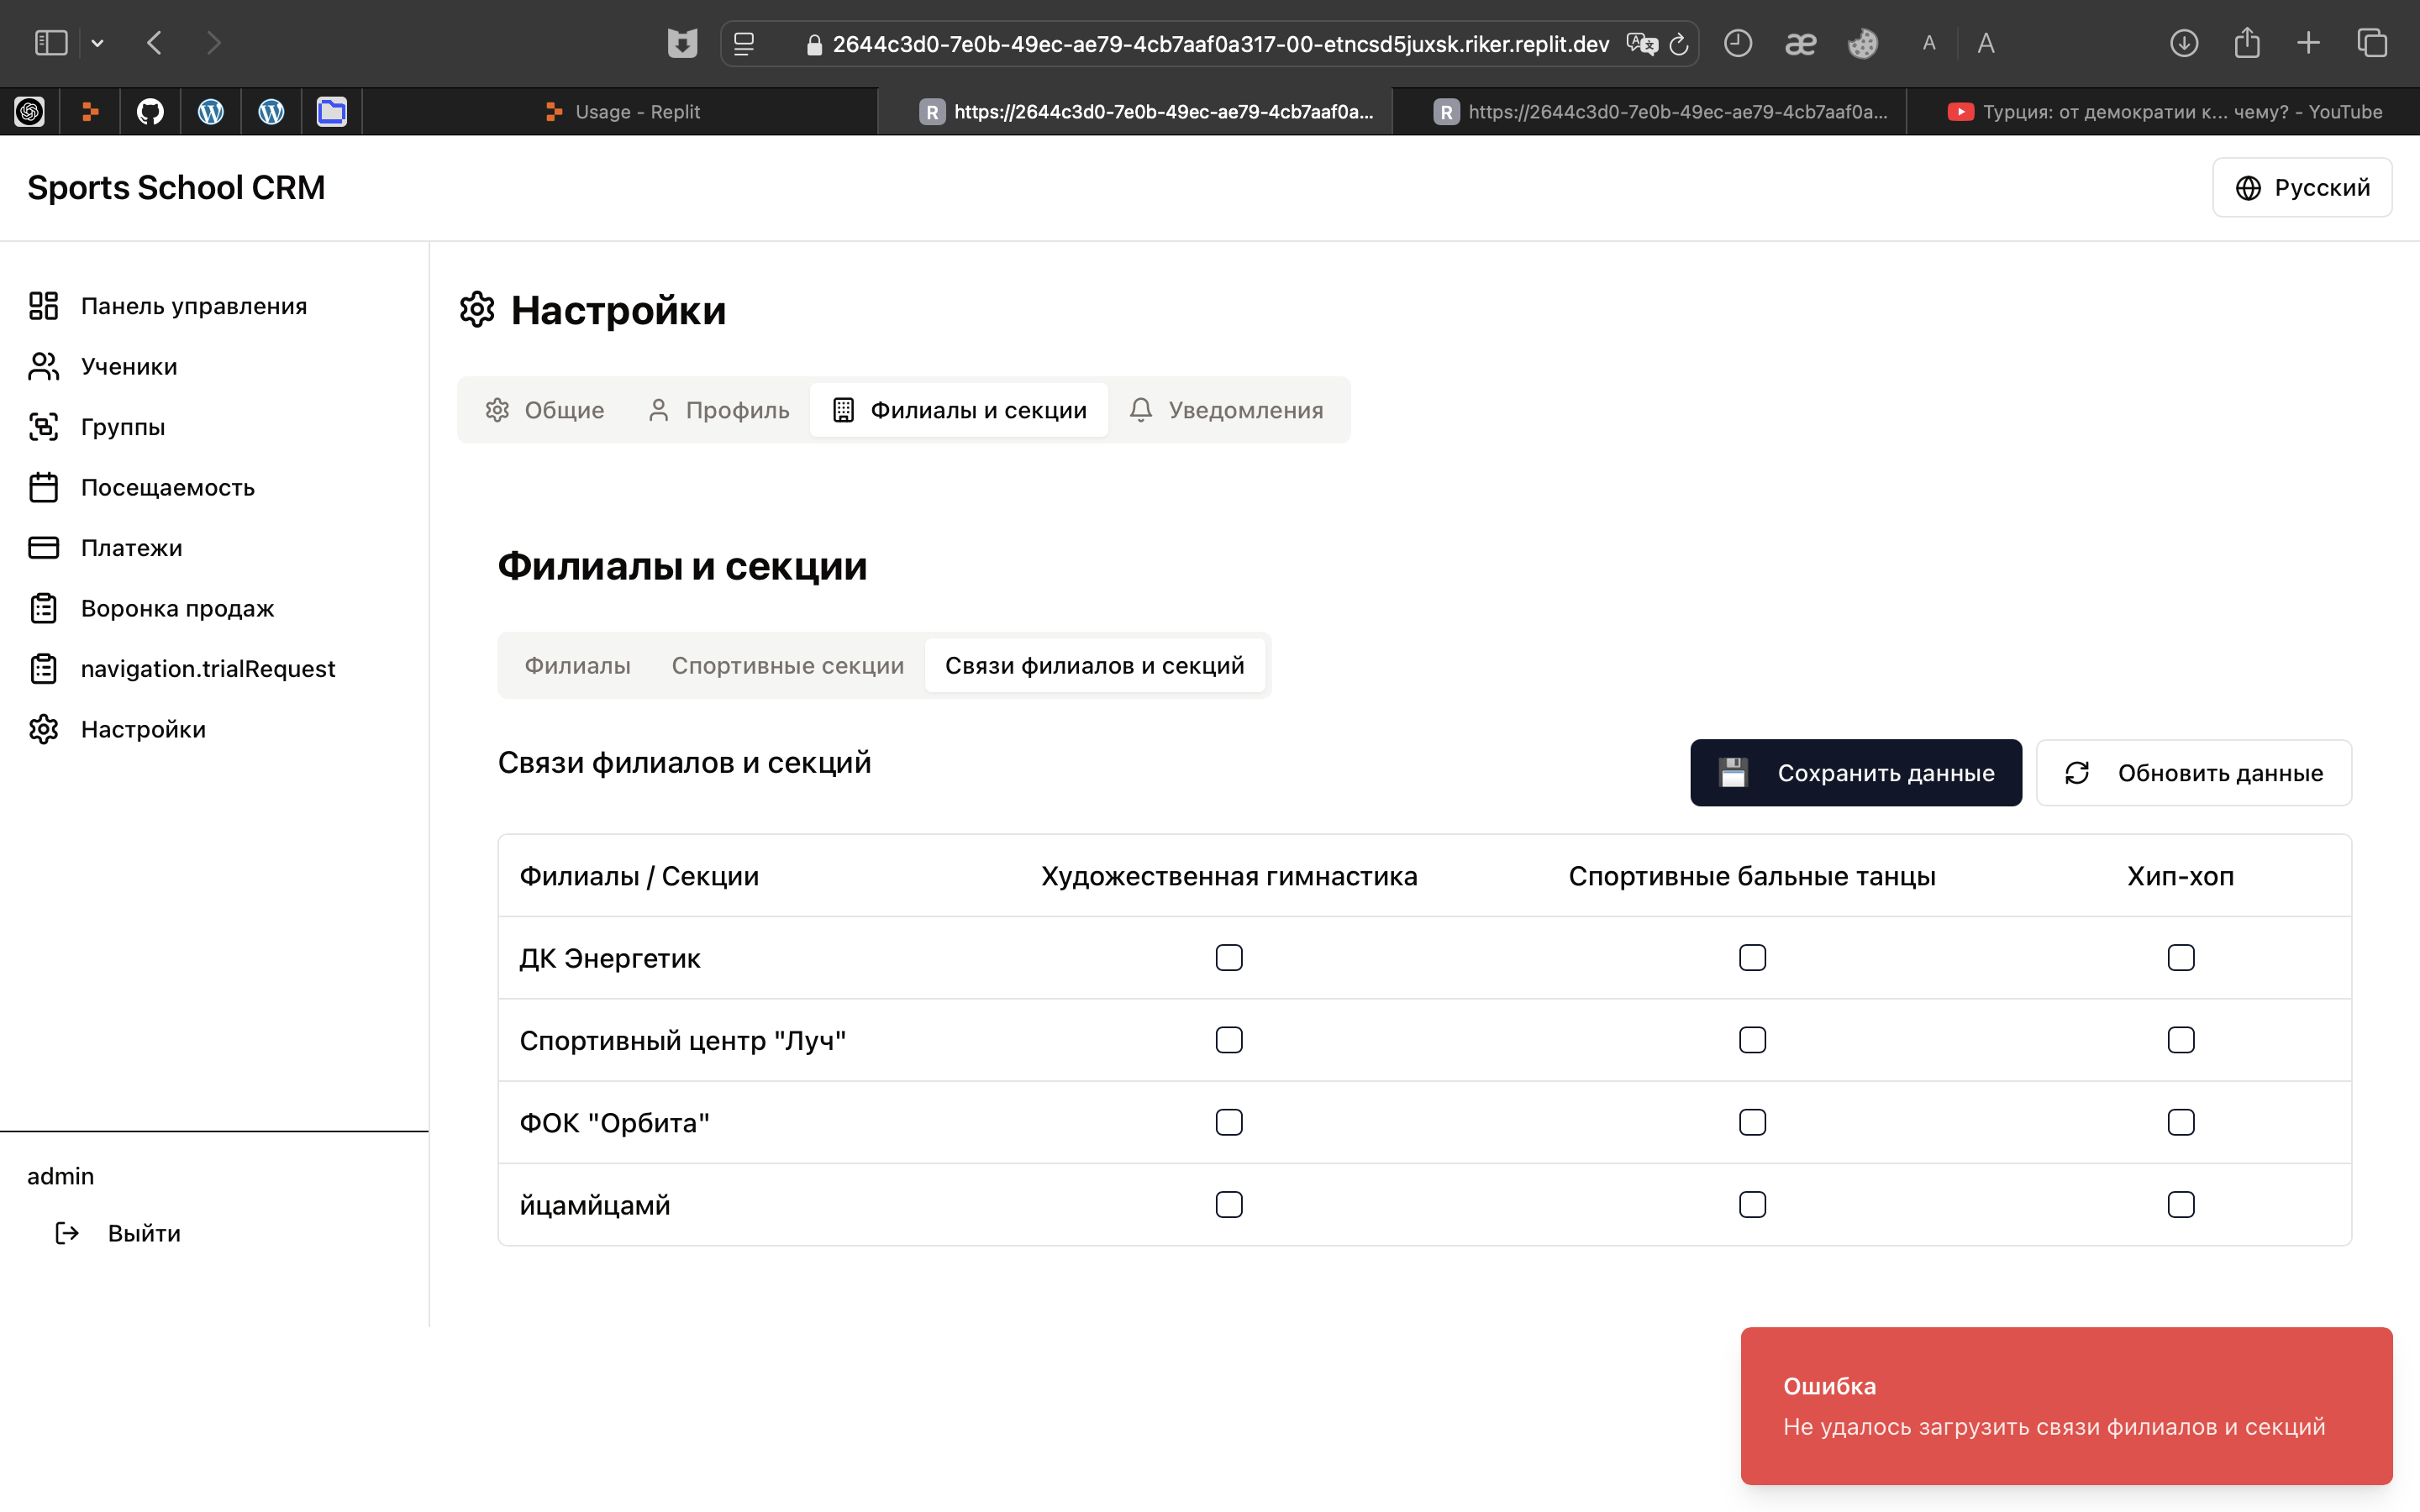 2644c3d0-7e0b-49ec-ae79-4cb7aaf0a317-00-etncsd5juxsk.riker.replit.dev
Usage - Replit
R https://2644c3d0-7e0b-49ec-ae79-4cb7aaf0a...
R https://2644c3d0-7e0b-49ec-ae79-4cb7aaf0a...
Турция: от демократии к... чему? - YouTube
Sports School CRM
Русский
Панель управления
Ученики
Группы
Посещаемость
Платежи
Воронка продаж
navigation.trialRequest
Настройки
admin
Выйти
Настройки
Общие
Профиль
Филиалы и секции
Уведомления
Филиалы и секции
Филиалы
Спортивные секции
Связи филиалов и секций
Связи филиалов и секций
Сохранить данные
Обновить данные
Филиалы / Секции
Художественная гимнастика
Спортивные бальные танцы
Хип-хоп
ДК Энергетик
Спортивный центр "Луч"
ФОК "Орбита"
йцамйцамй
Ошибка
Не удалось загрузить связи филиалов и секций